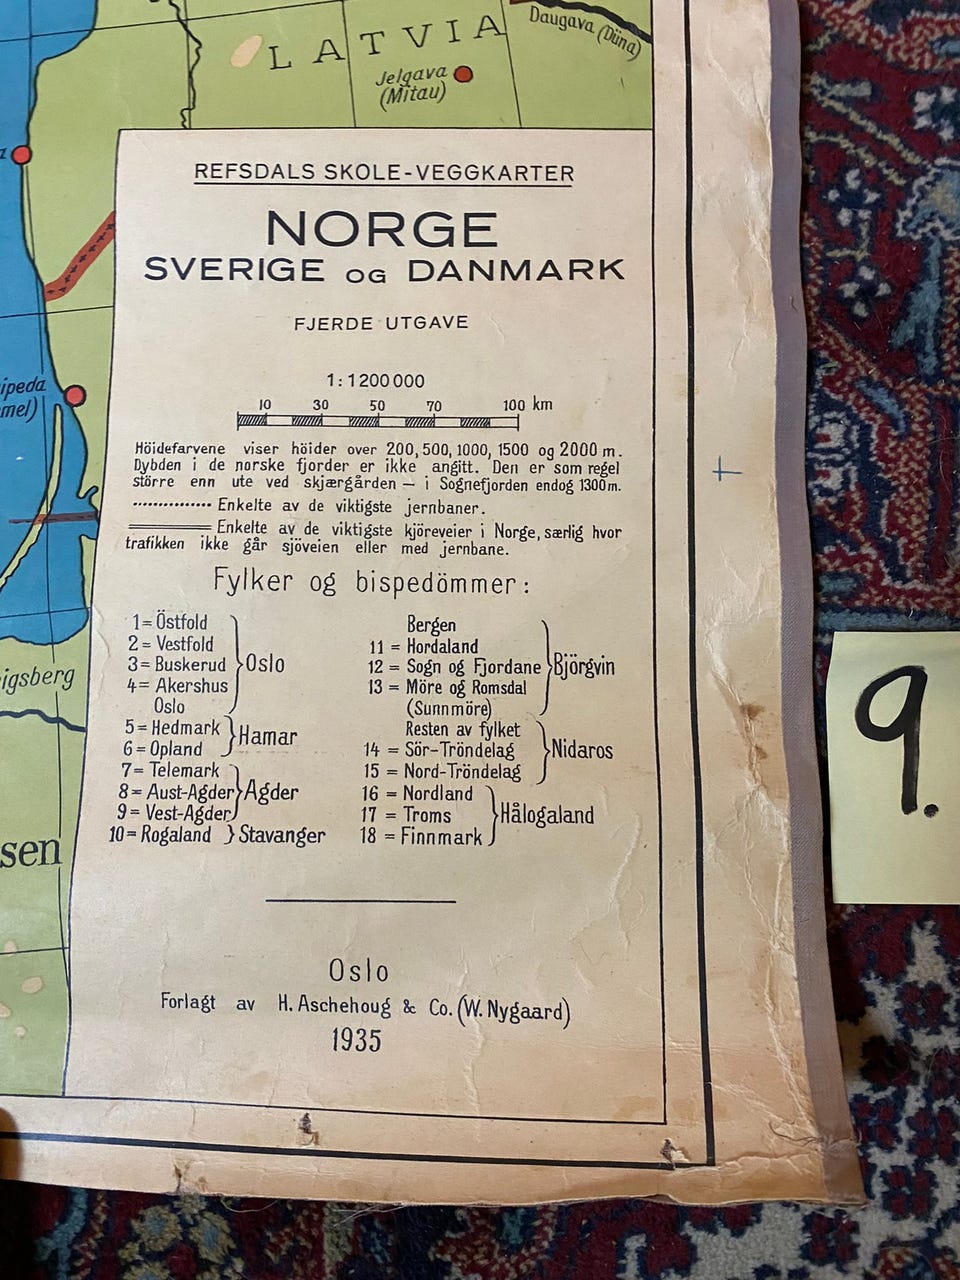 LATVIA
Daugava (Düna)
Jelgava
(Mitau)
REFSDALS SKOLE-VEGGKARTER
NORGE
SVERIGE OG DANMARK
FJERDE UTGAVE
1:1200000
10 30 50 70 100 km
Höidefarvene viser höider over 200, 500, 1000, 1500 og 2000 m.
Dybden i de norske fjorder er ikke angitt. Den er som regel
större enn ute ved skjærgården — i Sognefjorden endog 1300m.
Enkelte av de viktigste jernbaner.
Enkelte av de viktigste kjöreveier i Norge, særlig hvor
trafikken ikke går sjöveien eller med jernbane.
Fylker og bispedömmer:
1 = Östfold
2 = Vestfold
3 = Buskerud
4 = Akershus
Oslo
Oslo
5 = Hedmark
6 = Opland
Hamar
7 = Telemark
8 = Aust-Agder
9 = Vest-Agder
Agder
10 = Rogaland } Stavanger
Bergen
11 = Hordaland
12 = Sogn og Fjordane
13 = Möre og Romsdal
(Sunnmöre)
Björgvin
Resten av fylket
14 = Sör-Tröndelag
15 = Nord-Tröndelag
Nidaros
16 = Nordland
17 = Troms
18 = Finnmark
Hålogaland
Oslo
Forlagt av H. Aschehoug & Co. (W. Nygaard)
1935
ipeda
mel)
igsberg
sen
9.